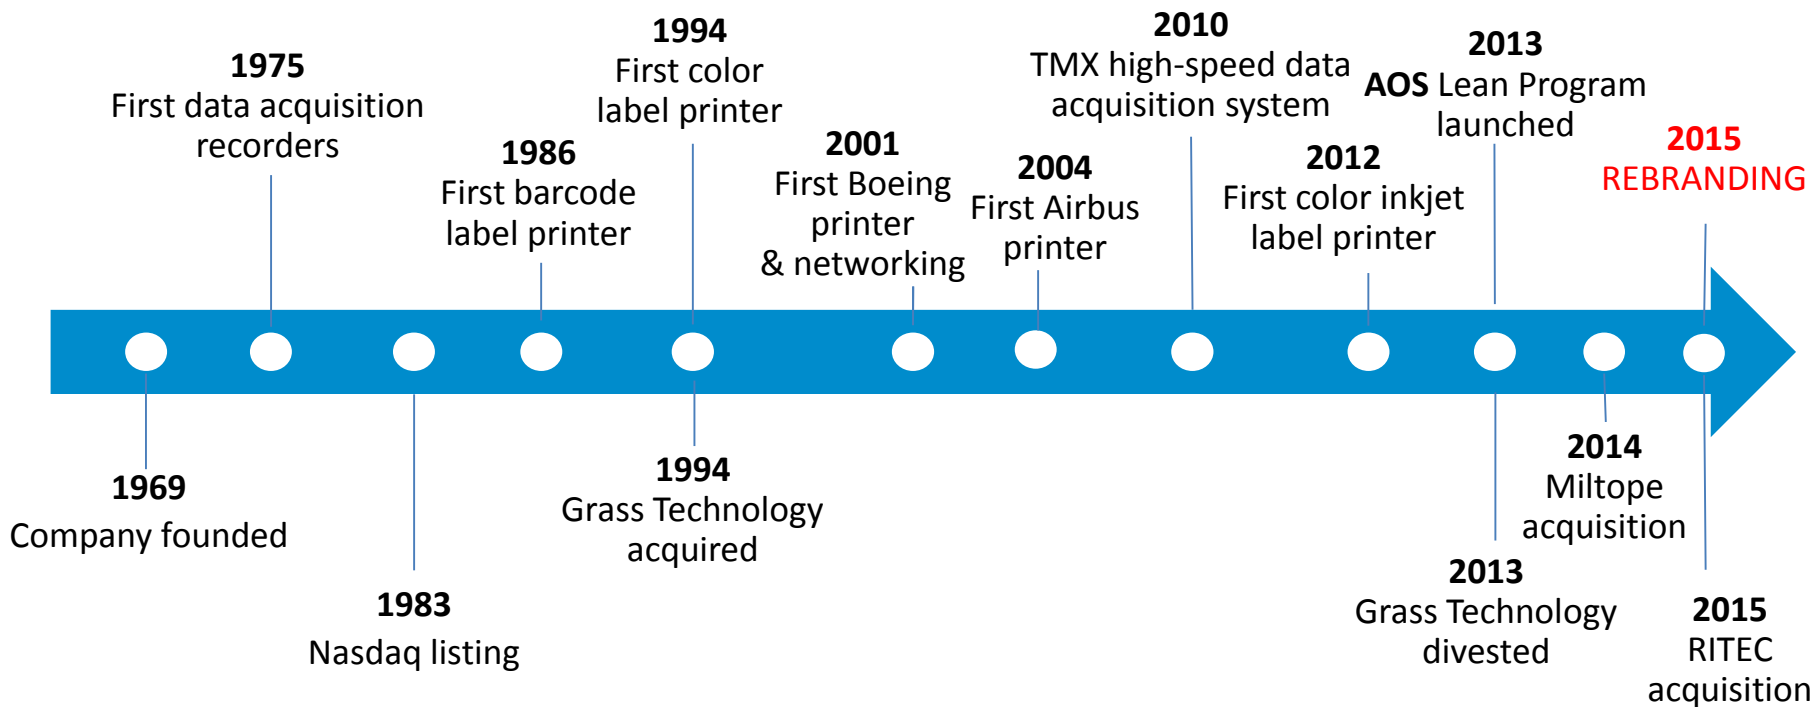 1975
First data acquisition
recorders
1986
First barcode
label printer
1994
First color
label printer
2001
First Boeing
printer
& networking
2004
First Airbus
printer
2010
TMX high-speed data
acquisition system
2012
First color inkjet
label printer
2013
AOS Lean Program
launched
2015
REBRANDING
1969
Company founded
1983
Nasdaq listing
1994
Grass Technology
acquired
2013
Grass Technology
divested
2014
Miltope
acquisition
2015
RITEC
acquisition